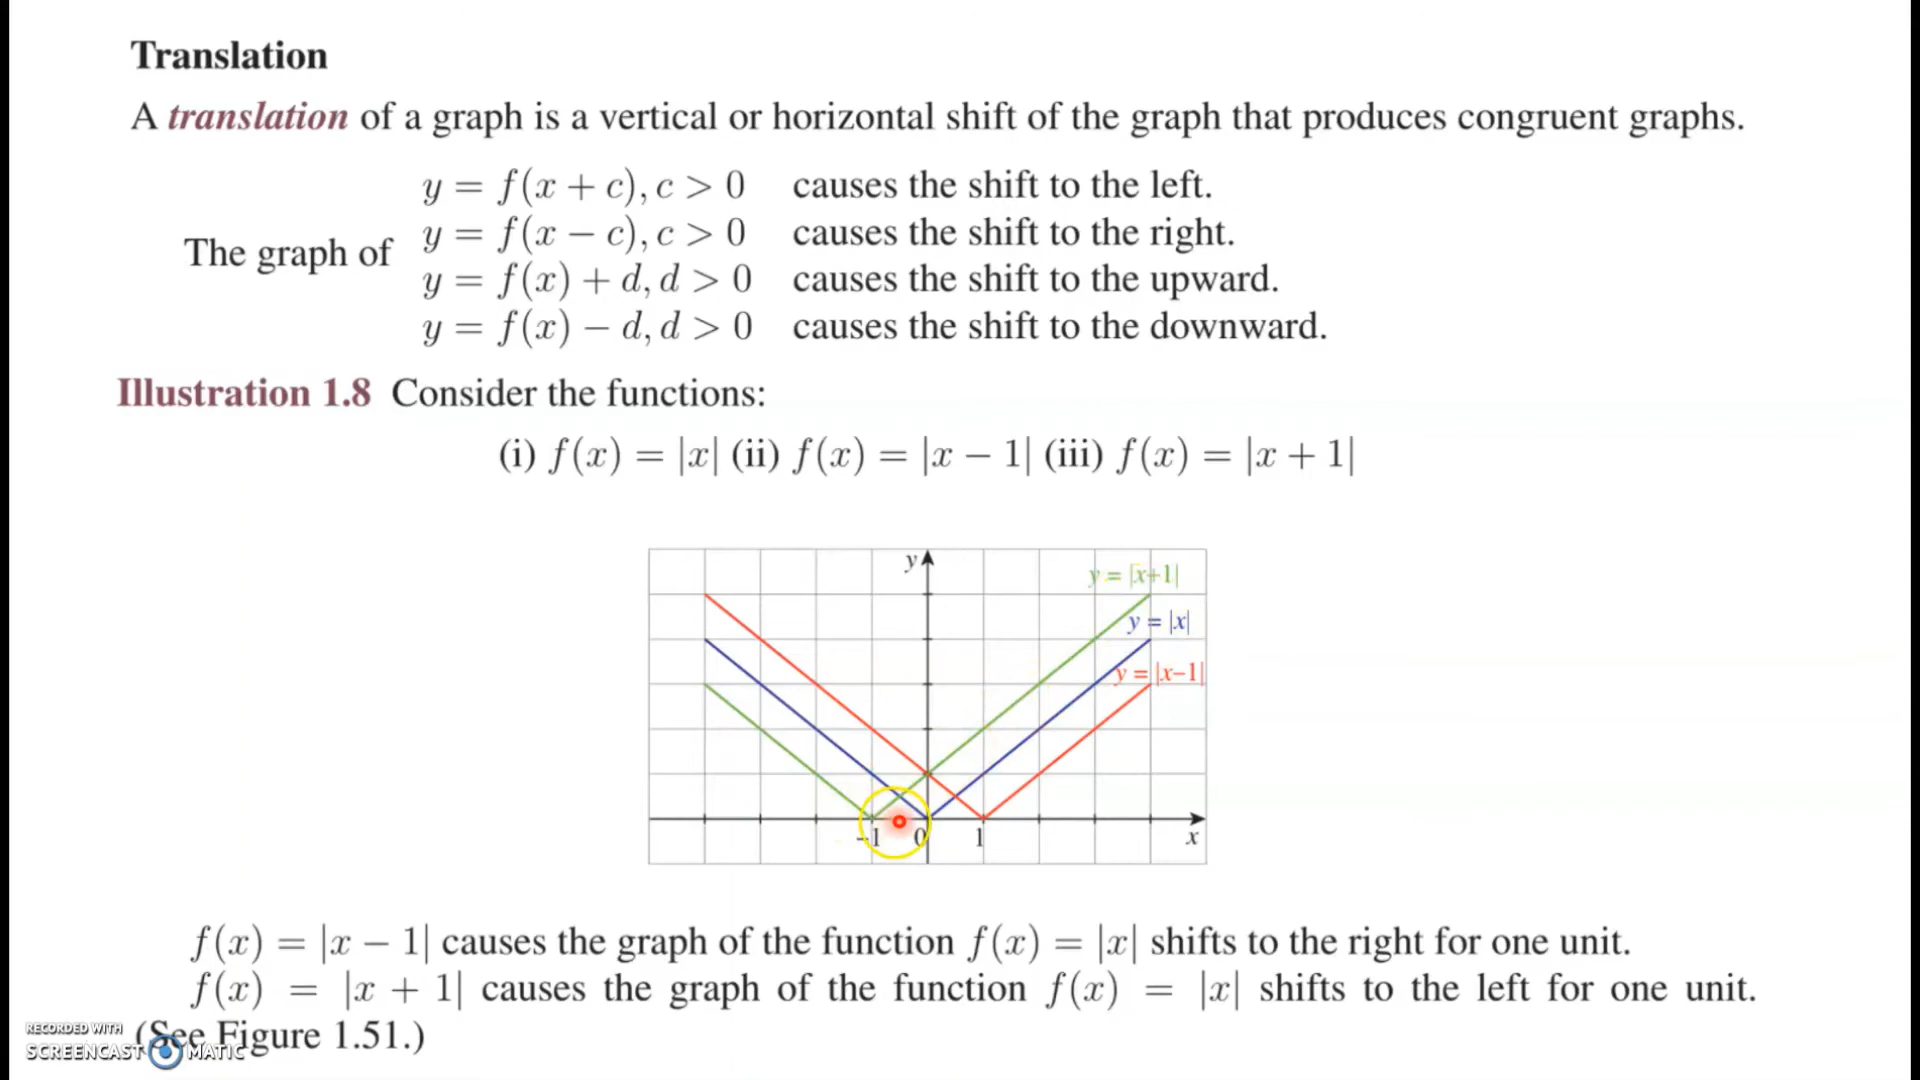 Translation
A translation of a graph is a vertical or horizontal shift of the graph that produces congruent graphs.
y = f(x + c), c > 0 causes the shift to the left.
The graph of y = f(x − c), c > 0 causes the shift to the right.
y = f(x) + d, d > 0 causes the shift to the upward.
y = f(x) − d, d > 0 causes the shift to the downward.
Illustration 1.8 Consider the functions:
(i) f(x) = |x| (ii) f(x) = |x − 1| (iii) f(x) = |x + 1|
y
y = |x+1|
y = |x|
y = |x−1|
−1 0 1 x
f(x) = |x − 1| causes the graph of the function f(x) = |x| shifts to the right for one unit.
f(x) = |x + 1| causes the graph of the function f(x) = |x| shifts to the left for one unit.
(See Figure 1.51.)
RECORDED WITH
SCREENCAST MATIC